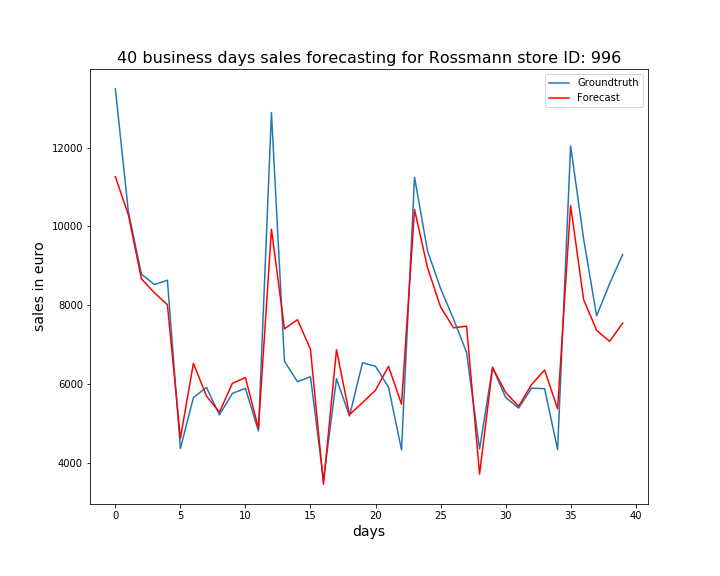 40 business days sales forecasting for Rossmann store ID: 996
Groundtruth
Forecast
sales in euro
12000
10000
8000
6000
4000
0 5 10 15 20 25 30 35 40
days